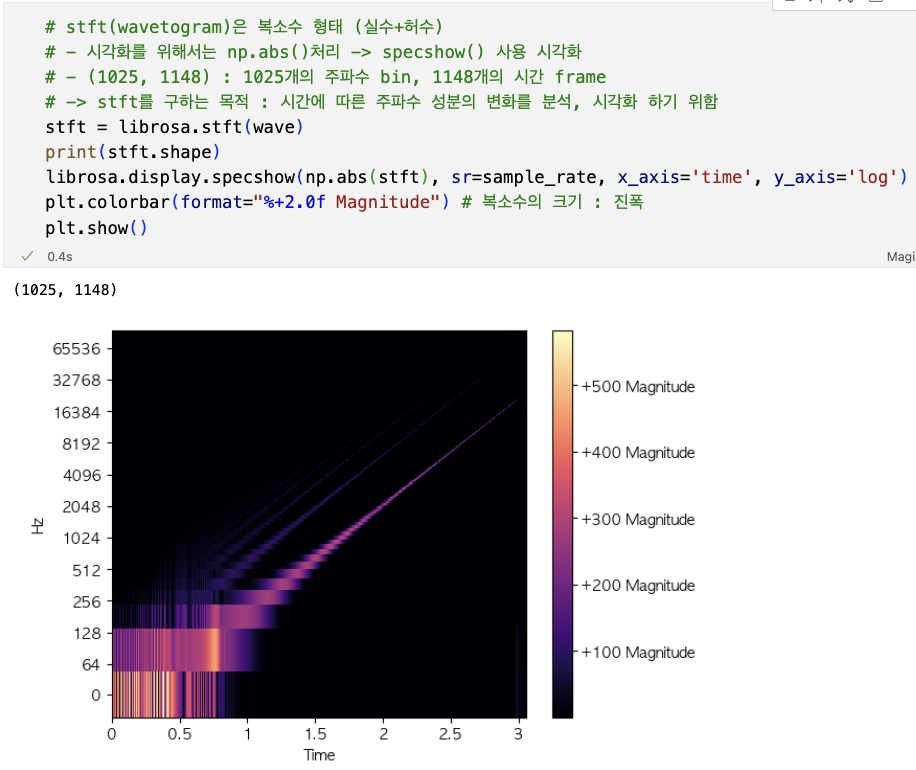 # stft(wavetogram)은 복소수 형태 (실수+허수)
# - 시각화를 위해서는 np.abs()처리 -> specshow() 사용 시각화
# - (1025, 1148) : 1025개의 주파수 bin, 1148개의 시간 frame
# -> stft를 구하는 목적 : 시간에 따른 주파수 성분의 변화를 분석, 시각화 하기 위함
stft = librosa.stft(wave)
print(stft.shape)
librosa.display.specshow(np.abs(stft), sr=sample_rate, x_axis='time', y_axis='log')
plt.colorbar(format="%+2.0f Magnitude") # 복소수의 크기 : 진폭
plt.show()
✓ 0.4s
Magi
(1025, 1148)
65536
32768
16384
8192
4096
2048
1024
512
256
128
64
0
Hz
0 0.5 1 1.5 2 2.5 3
Time
+500 Magnitude
+400 Magnitude
+300 Magnitude
+200 Magnitude
+100 Magnitude